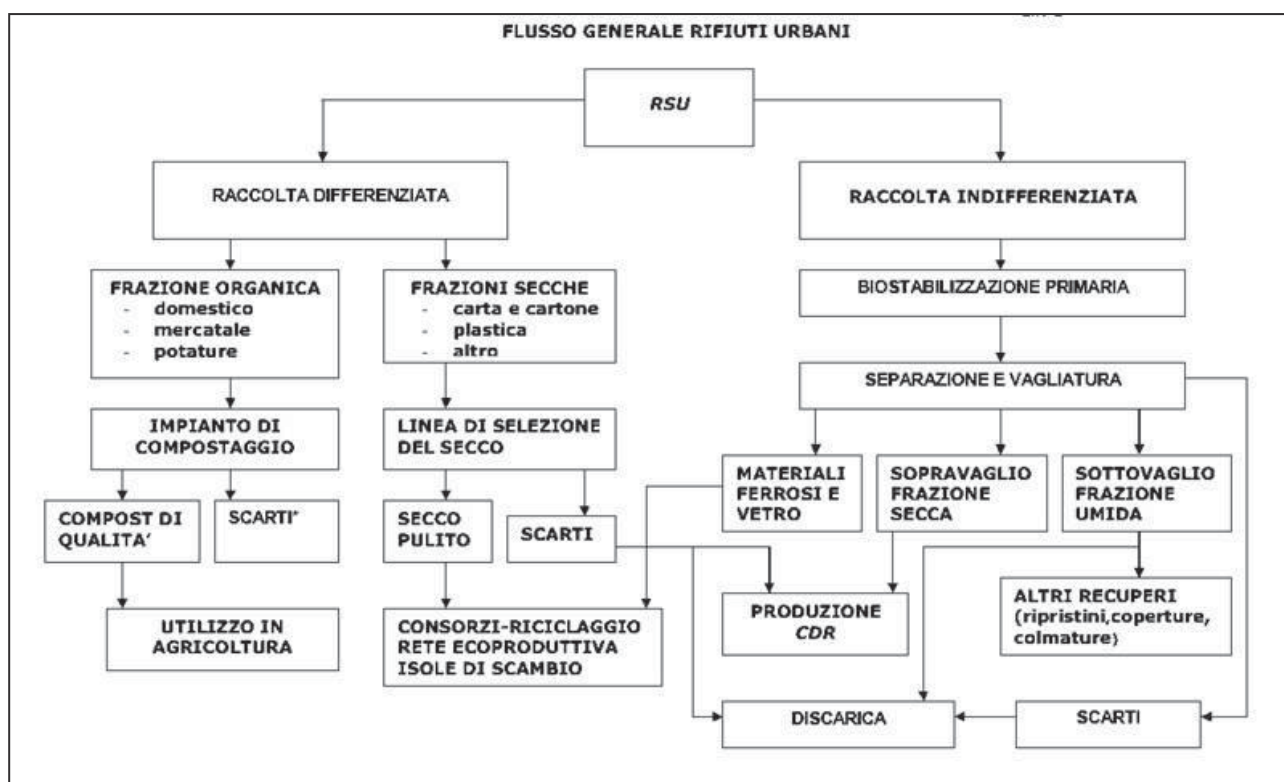 FLUSSO GENERALE RIFIUTI URBANI
RSU
RACCOLTA DIFFERENZIATA
RACCOLTA INDIFFERENZIATA
FRAZIONE ORGANICA
- domestico
- mercatale
- potature
FRAZIONI SECCHE
- carta e cartone
- plastica
- altro
BIOSTABILIZZAZIONE PRIMARIA
SEPARAZIONE E VAGLIATURA
IMPIANTO DI
COMPOSTAGGIO
LINEA DI SELEZIONE
DEL SECCO
MATERIALI
FERROSI E
VETRO
SOPRAVAGLIO
FRAZIONE
SECCA
SOTTOVAGLIO
FRAZIONE
UMIDA
COMPOST DI
QUALITA'
SCARTI*
SECCO
PULITO
SCARTI
UTILIZZO IN
AGRICOLTURA
CONSORZI-RICICLAGGIO
RETE ECOPRODUTTIVA
ISOLE DI SCAMBIO
PRODUZIONE
CDR
ALTRI RECUPERI
(ripristini,coperture,
colmature)
DISCARICA
SCARTI